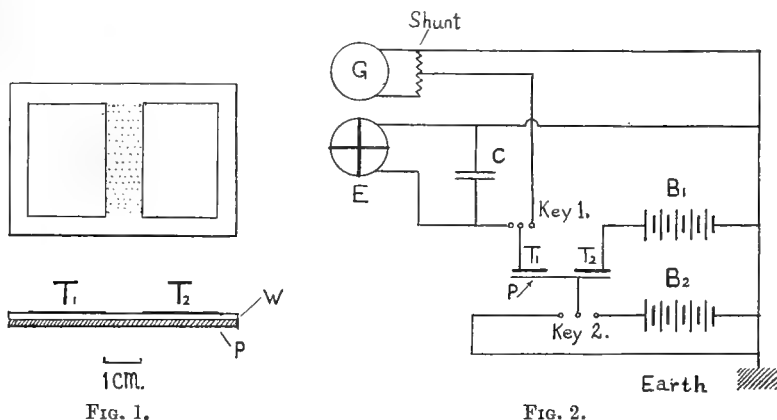 T₁ T₂
W
P
1CM.
FIG. 1.
Shunt
G
E
C
Key 1.
T₁ T₂
P
B₁
B₂
Key 2.
Earth
FIG. 2.